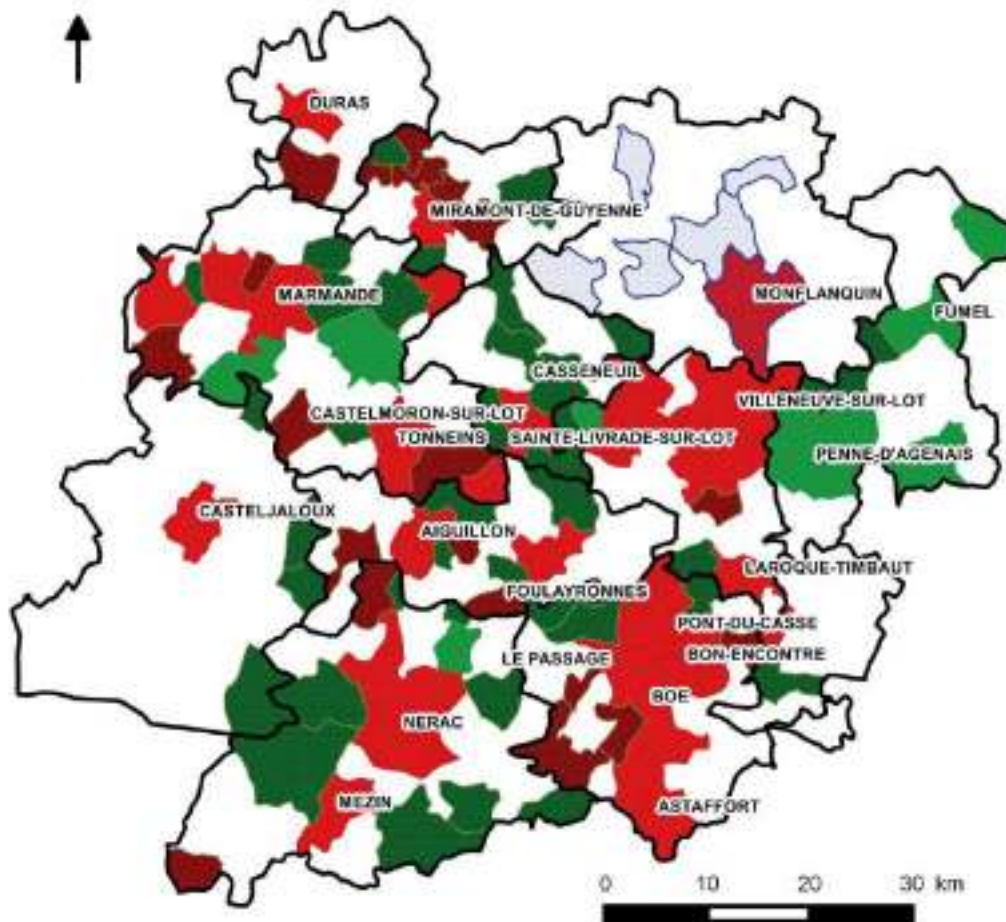 DURAS
MIRAMONT-DE-GUYENNE
MARMANDE
MONFLANQUIN
FUMEL
CASSENEUIL
VILLENEUVE-SUR-LOT
CASTELMORON-SUR-LOT
TONNEINS
SAINTE-LIVRADE-SUR-LOT
PENNE-D'AGENAIS
CASTELJALOUX
AIGUILLON
LAROQUE-TIMBAUT
FOULAYRONNES
PONT-DU-CASSE
LE PASSAGE
BON-ENCONTRE
BOE
NERAC
MEZIN
ASTAFFORT
0 10 20 30 km